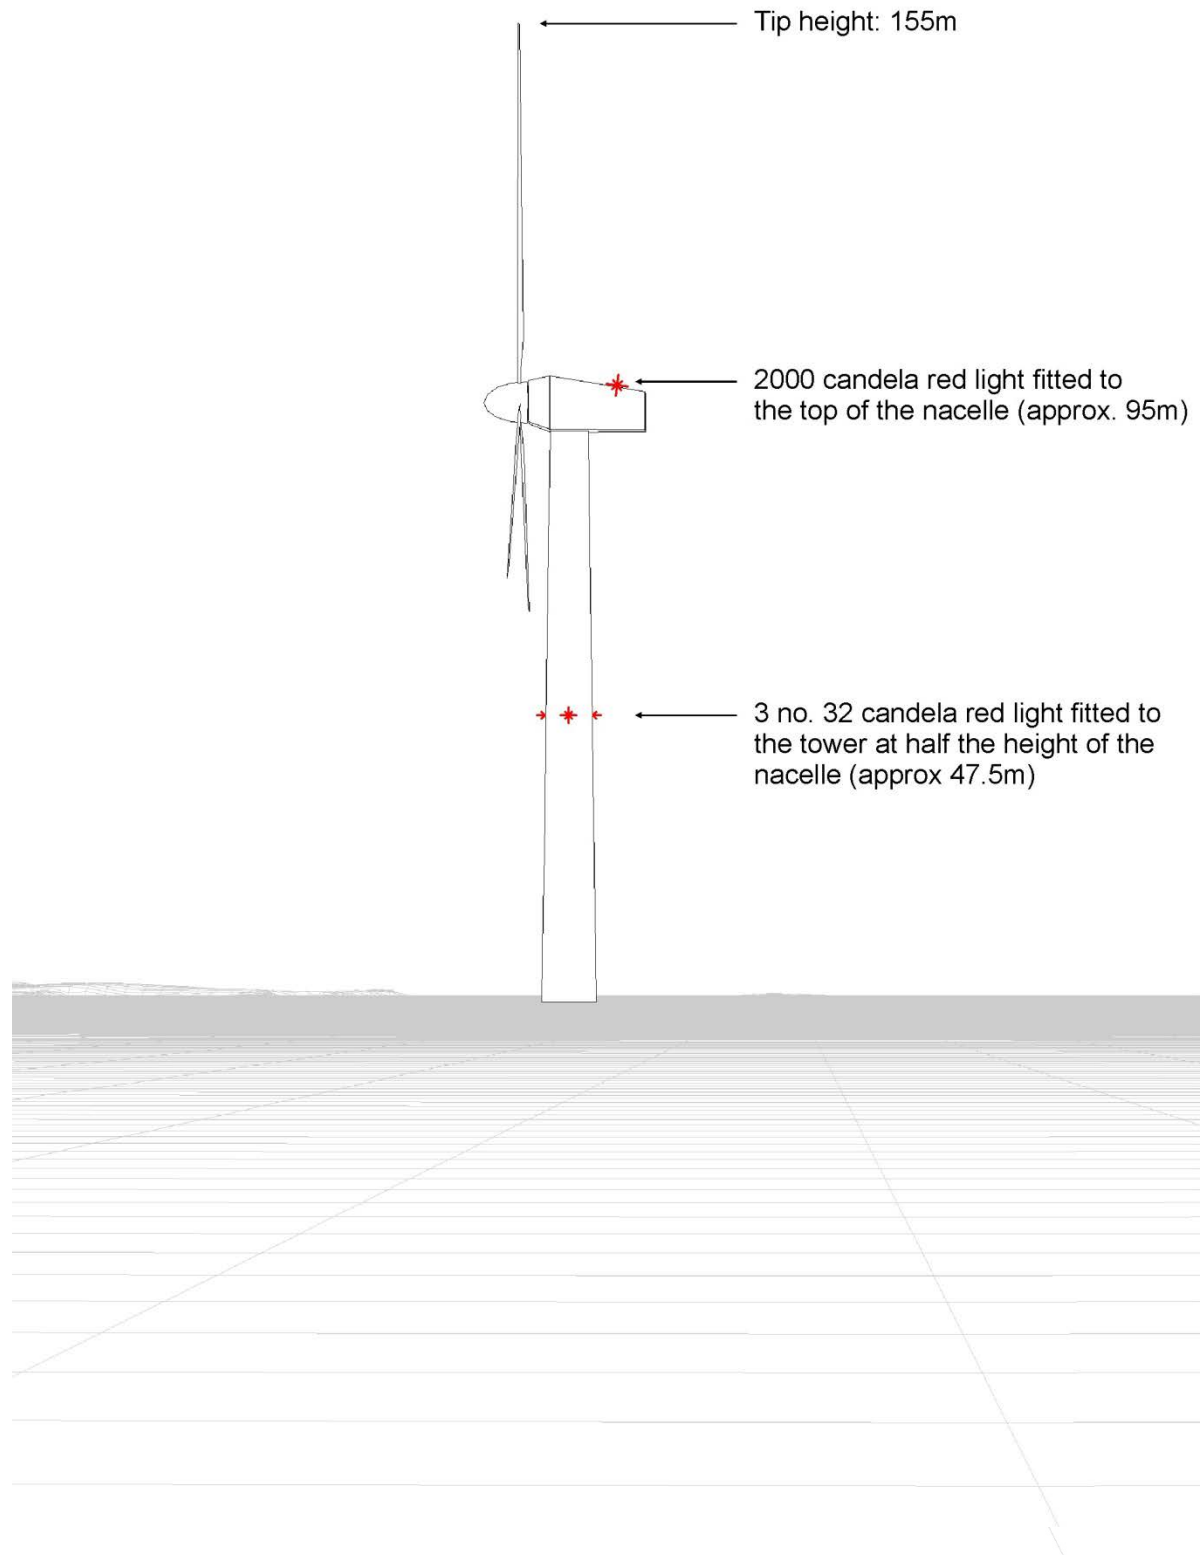 Tip height: 155m
2000 candela red light fitted to
the top of the nacelle (approx. 95m)
3 no. 32 candela red light fitted to
the tower at half the height of the
nacelle (approx 47.5m)